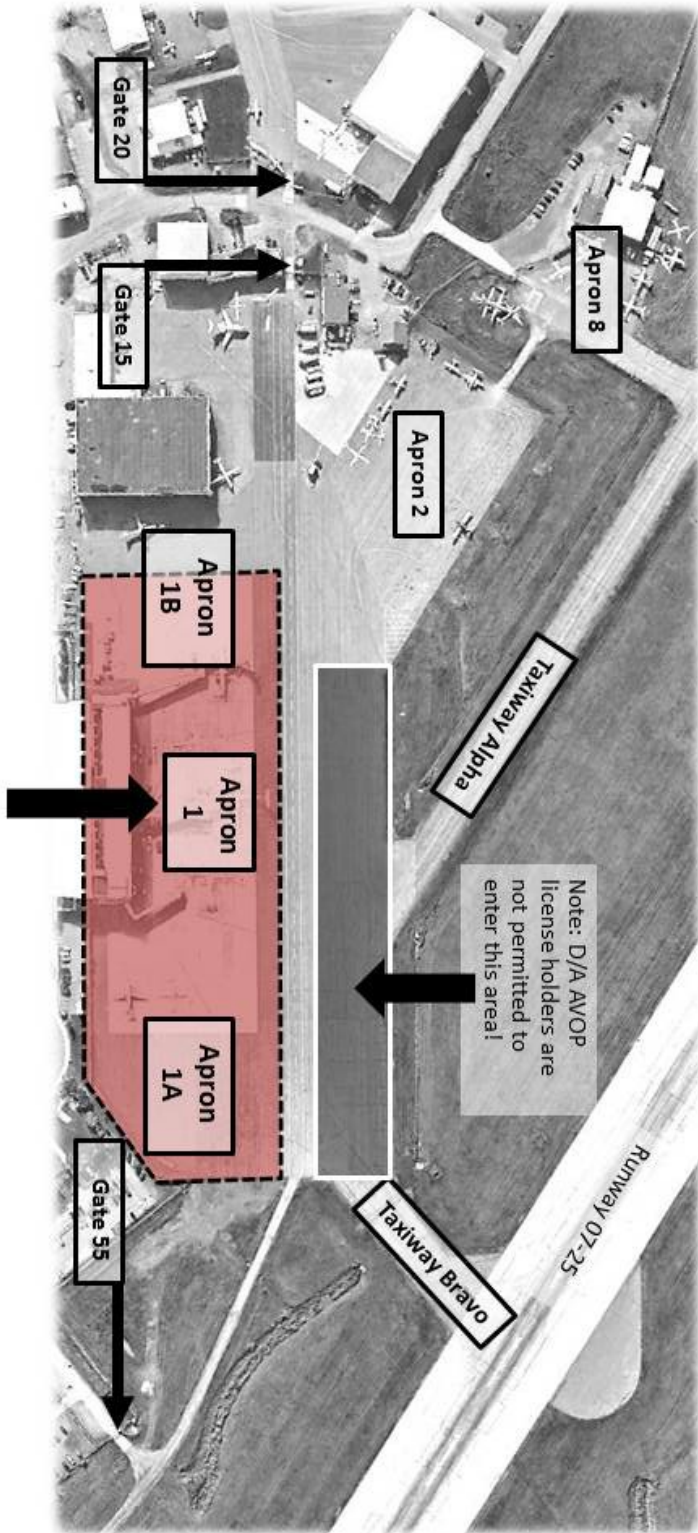 Gate 20
Gate 15
Apron 8
Apron 2
Apron
1B
Apron
1
Apron
1A
Taxiway Alpha
Note: D/A AVOP
license holders are
not permitted to
enter this area!
Runway 07-25
Taxiway Bravo
Gate 55